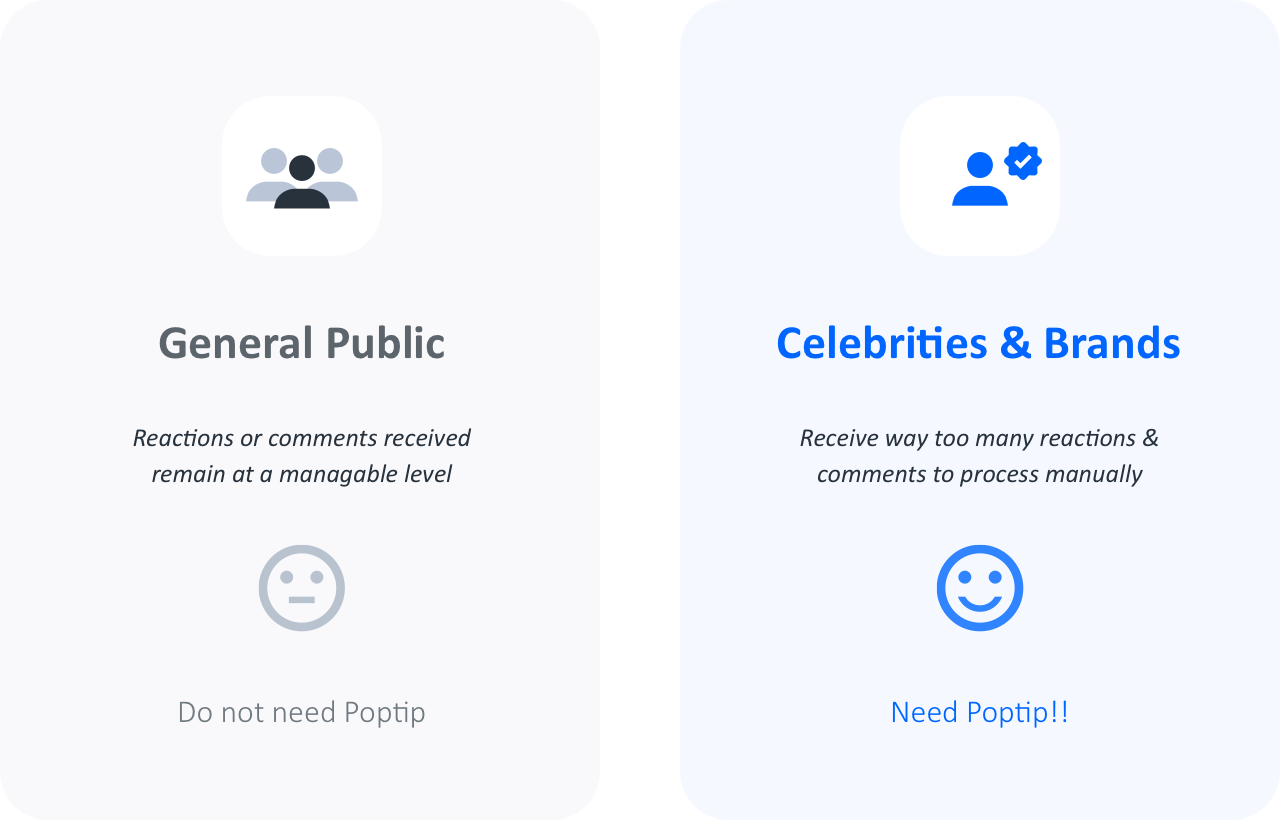 General Public
Reactions or comments received
remain at a managable level
Do not need Poptip
Celebrities & Brands
Receive way too many reactions &
comments to process manually
Need Poptip!!